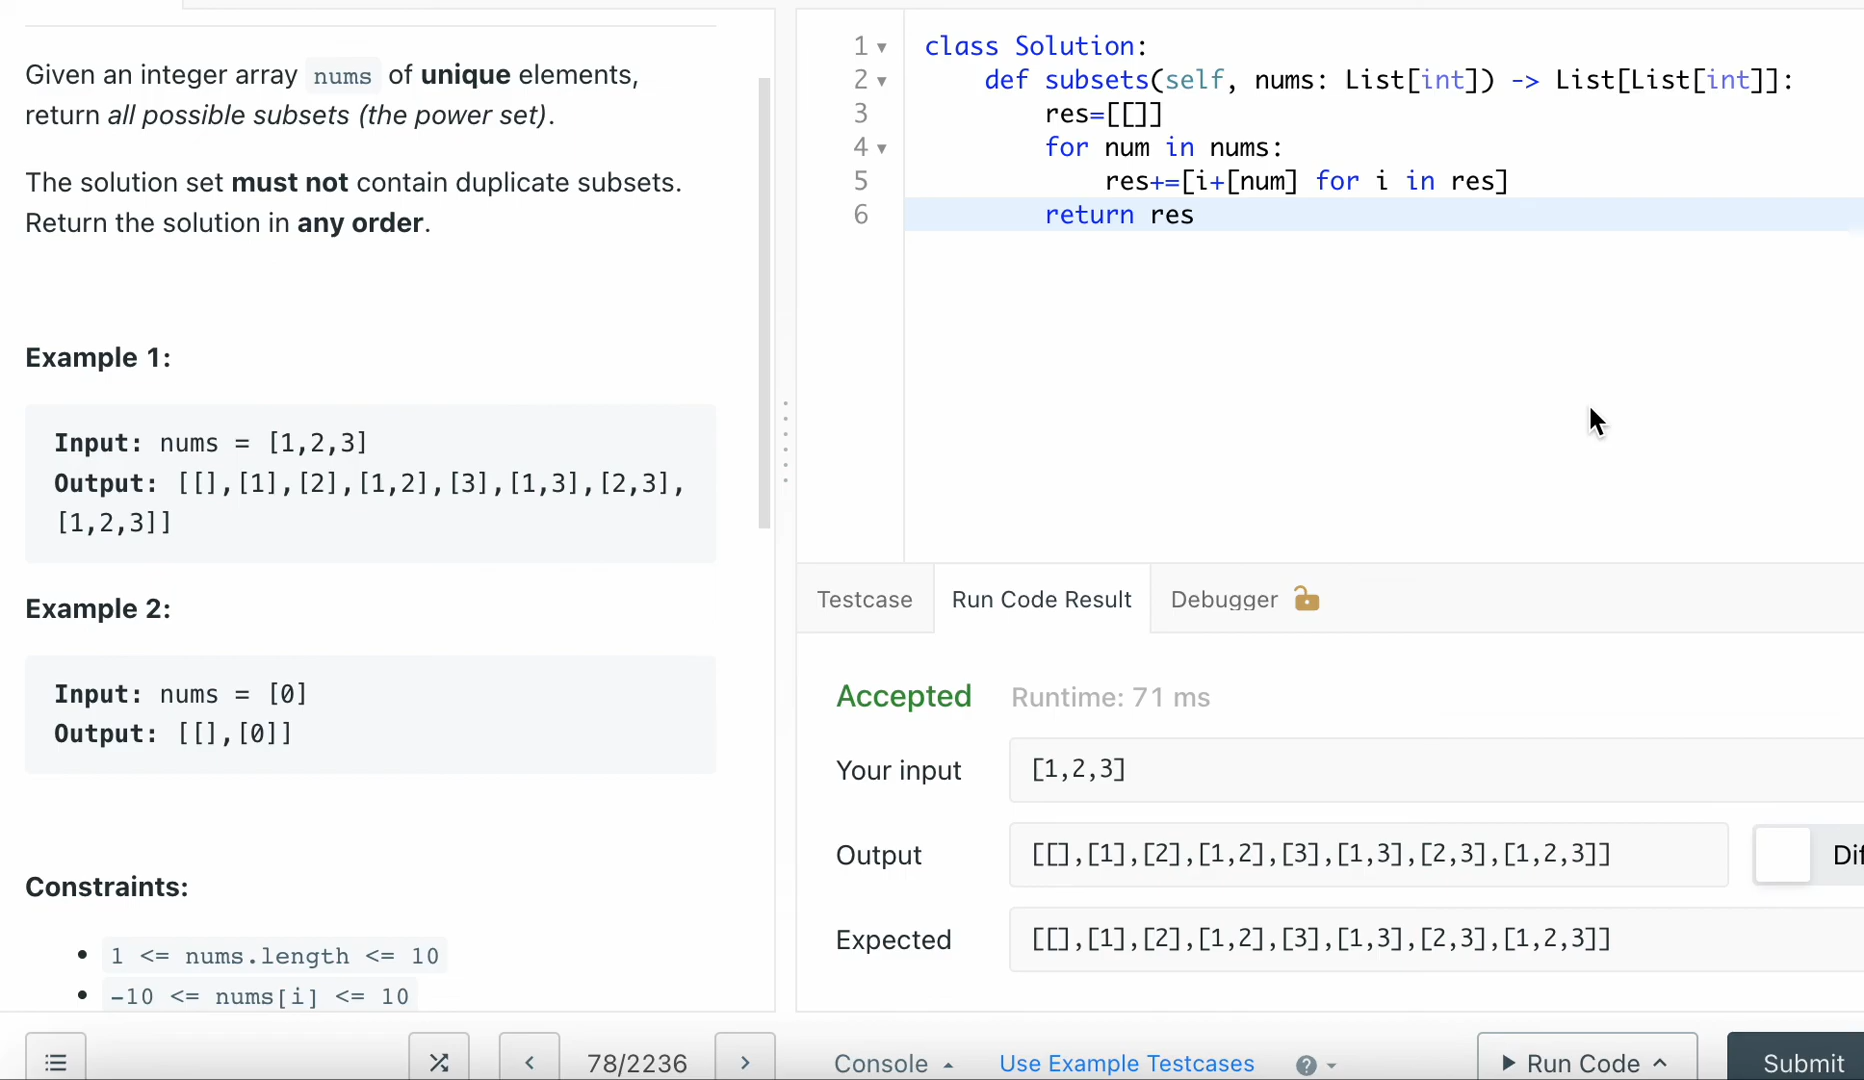 Given an integer array nums of unique elements,
return all possible subsets (the power set).
The solution set must not contain duplicate subsets.
Return the solution in any order.
Example 1:
Input: nums = [1,2,3]
Output: [[],[1],[2],[1,2],[3],[1,3],[2,3],
[1,2,3]]
Example 2:
Input: nums = [0]
Output: [[],[0]]
Constraints:
• 1 <= nums.length <= 10
• -10 <= nums[i] <= 10
78/2236
1 class Solution:
2 def subsets(self, nums: List[int]) -> List[List[int]]:
3 res=[[]]
4 for num in nums:
5 res+=[i+[num] for i in res]
6 return res
Testcase
Run Code Result
Debugger
Accepted Runtime: 71 ms
Your input [1,2,3]
Output [[],[1],[2],[1,2],[3],[1,3],[2,3],[1,2,3]]
Expected [[],[1],[2],[1,2],[3],[1,3],[2,3],[1,2,3]]
Console Use Example Testcases ? Run Code Submit